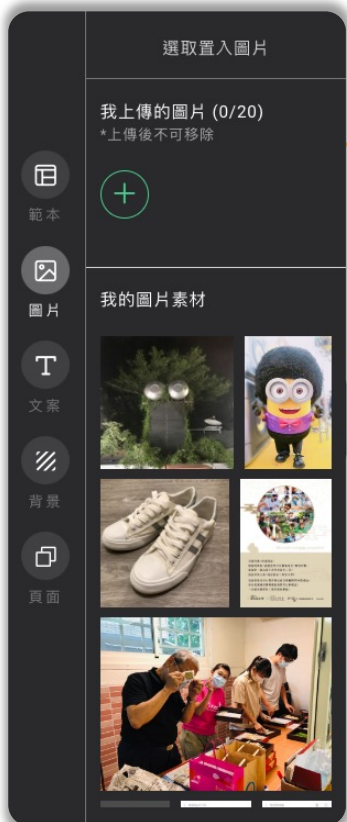 選取置入圖片
我上傳的圖片 (0/20)
*上傳後不可移除
範本
圖片
T
文案
背景
頁面
我的圖片素材